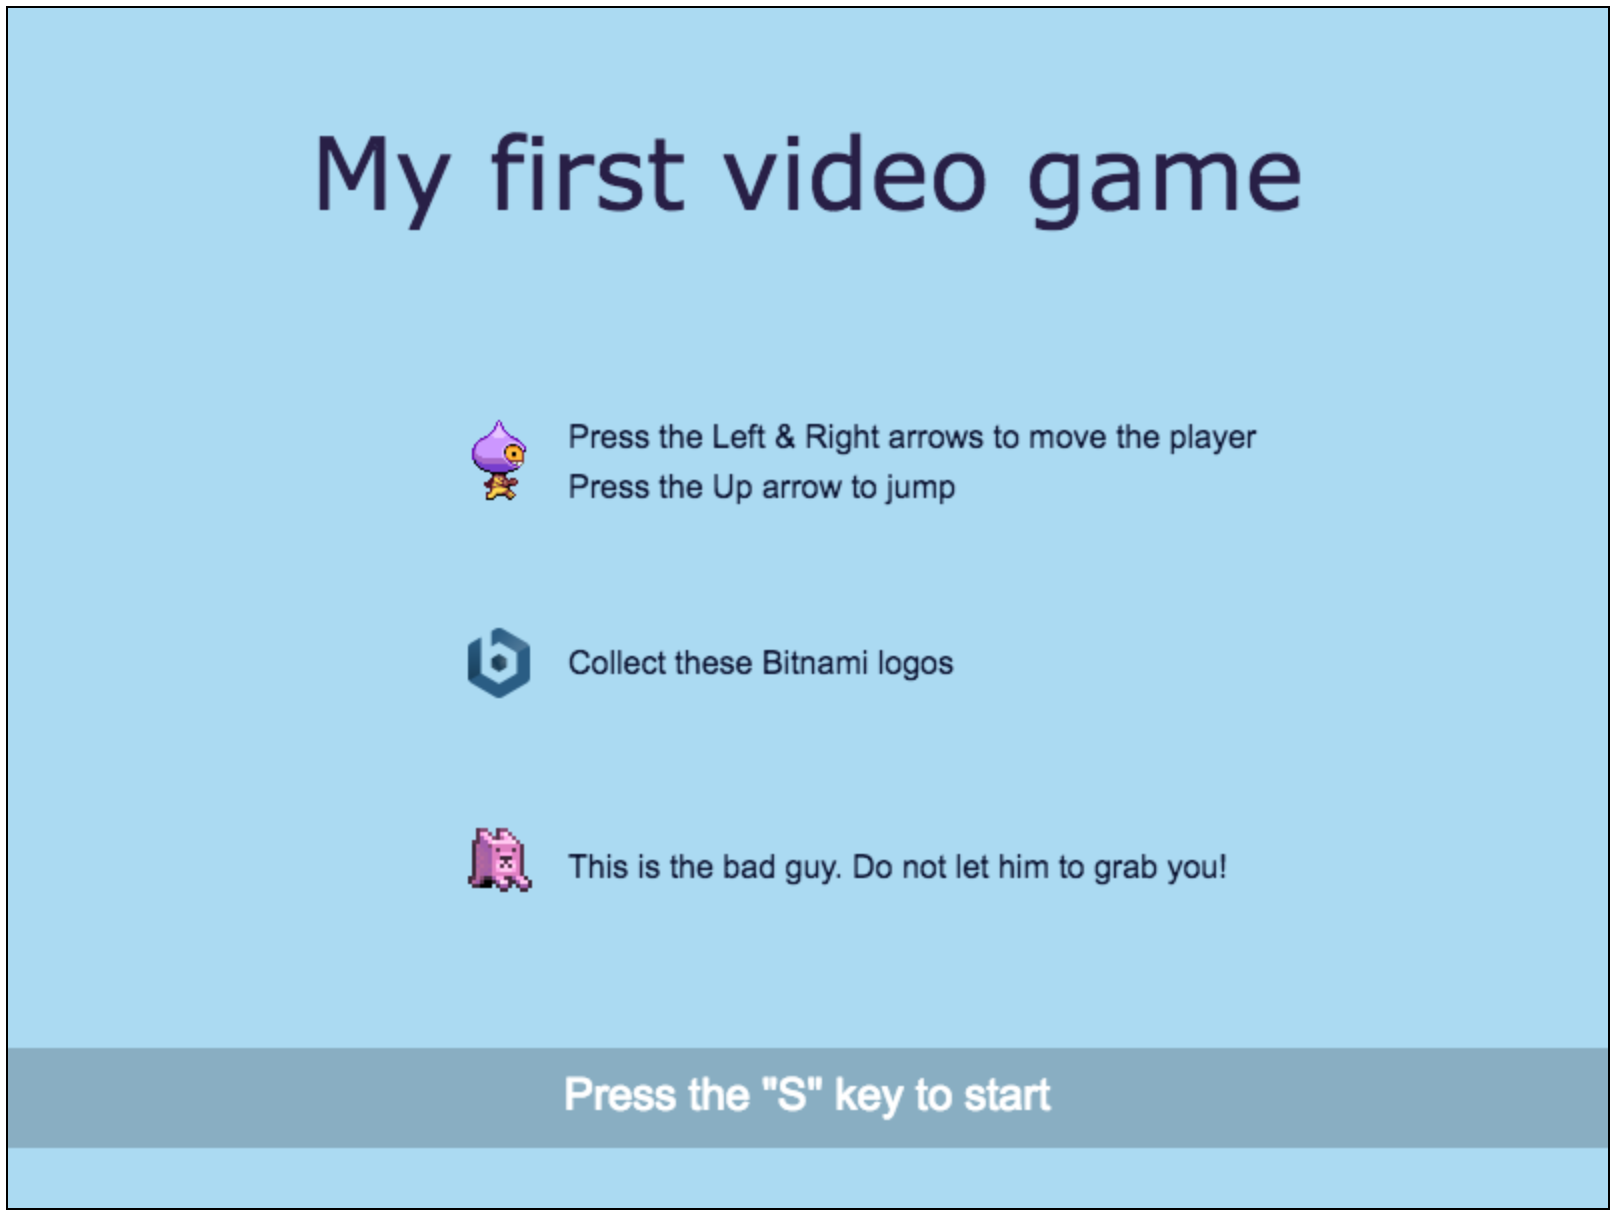 My first video game
Press the Left & Right arrows to move the player
Press the Up arrow to jump
Collect these Bitnami logos
This is the bad guy. Do not let him to grab you!
Press the "S" key to start